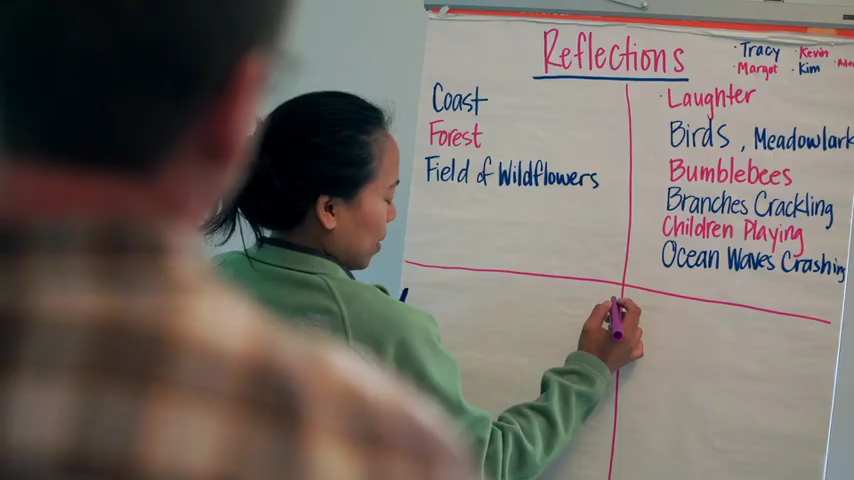 Reflections
· Tracy · Kevin
· Margot · Kim
Coast
Forest
Field of Wildflowers
· Laughter
Birds, Meadowlark
Bumblebees
Branches Crackling
Children Playing
Ocean Waves Crashing